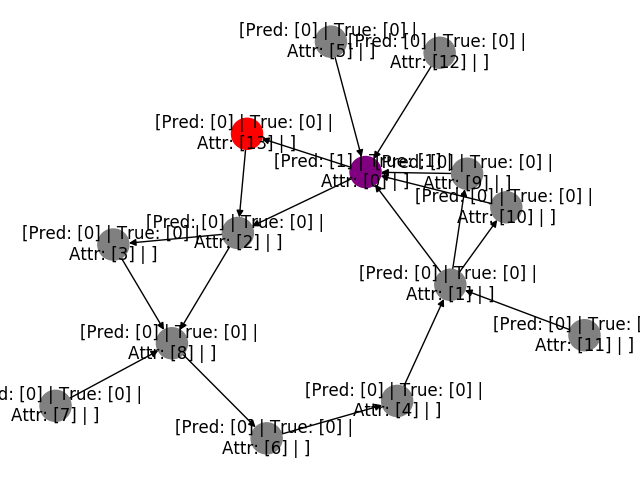 [Pred: [0] | True: [0] |
Attr: [5] | ]
[Pred: [0] | True: [0] |
Attr: [12] | ]
[Pred: [0] | True: [0] |
Attr: [13] | ]
[Pred: [1] | True: [1] |
Attr: [0] | ]
[Pred: [0] | True: [0] |
Attr: [9] | ]
[Pred: [0] | True: [0] |
Attr: [10] | ]
[Pred: [0] | True: [0] |
Attr: [2] | ]
[Pred: [0] | True: [0] |
Attr: [3] | ]
[Pred: [0] | True: [0] |
Attr: [1] | ]
[Pred: [0] | True: [
Attr: [11] | ]
[Pred: [0] | True: [0] |
Attr: [8] | ]
d: [0] | True: [0] |
Attr: [7] | ]
[Pred: [0] | True: [0] |
Attr: [4] | ]
[Pred: [0] | True: [0] |
Attr: [6] | ]